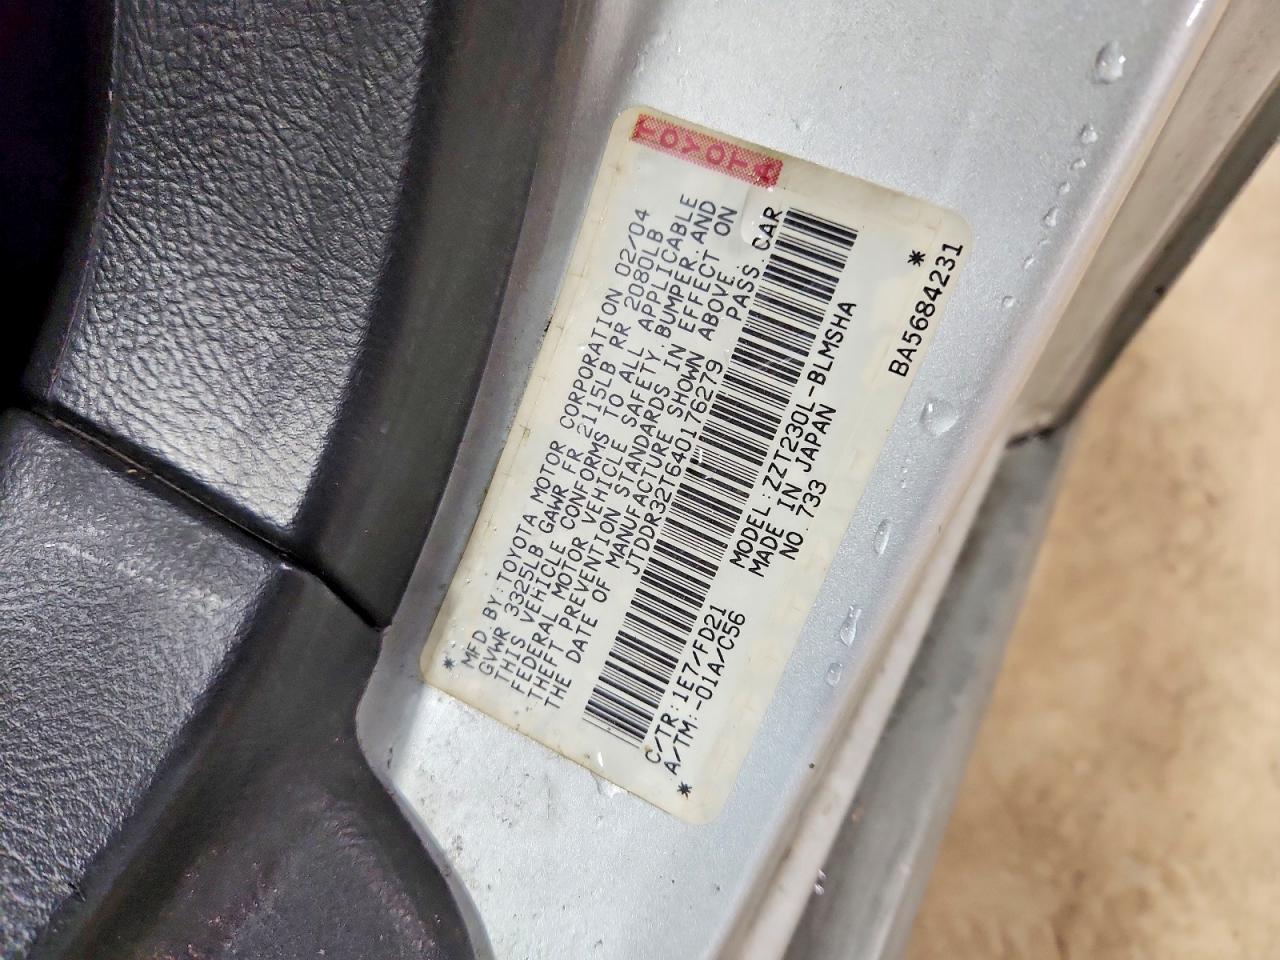 TOYOTA
MFD BY: TOYOTA MOTOR CORPORATION 02/04
GVWR 3325LB GAWR FR 2115LB RR 2080LB
THIS VEHICLE CONFORMS TO ALL APPLICABLE
FEDERAL MOTOR VEHICLE SAFETY BUMPER AND
THEFT PREVENTION STANDARDS IN EFFECT ON
THE DATE OF MANUFACTURE SHOWN ABOVE.
JTDDR32T640176279 PASS. CAR
C/TR:1E7/FD21 MODEL:ZZT230L-BLMSHA
A/TM:-01A/C56 MADE IN JAPAN
NO. 733
BA5684231